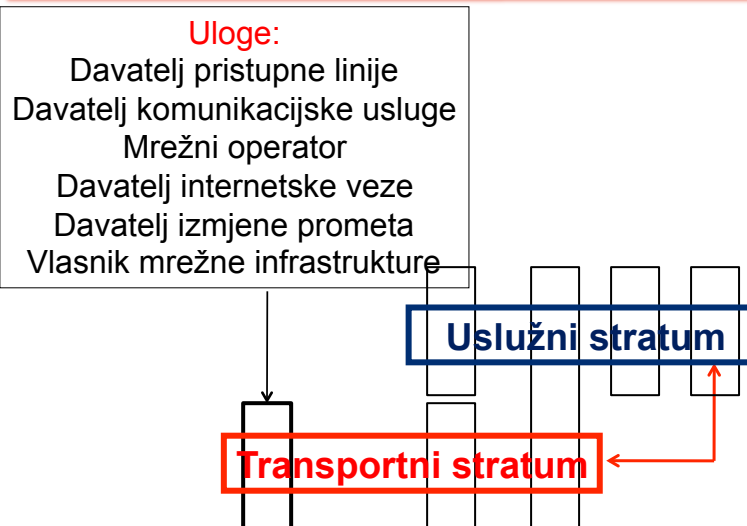 Uloge:
Davatelj pristupne linije
Davatelj komunikacijske usluge
Mrežni operator
Davatelj internetske veze
Davatelj izmjene prometa
Vlasnik mrežne infrastrukture
Uslužni stratum
Transportni stratum